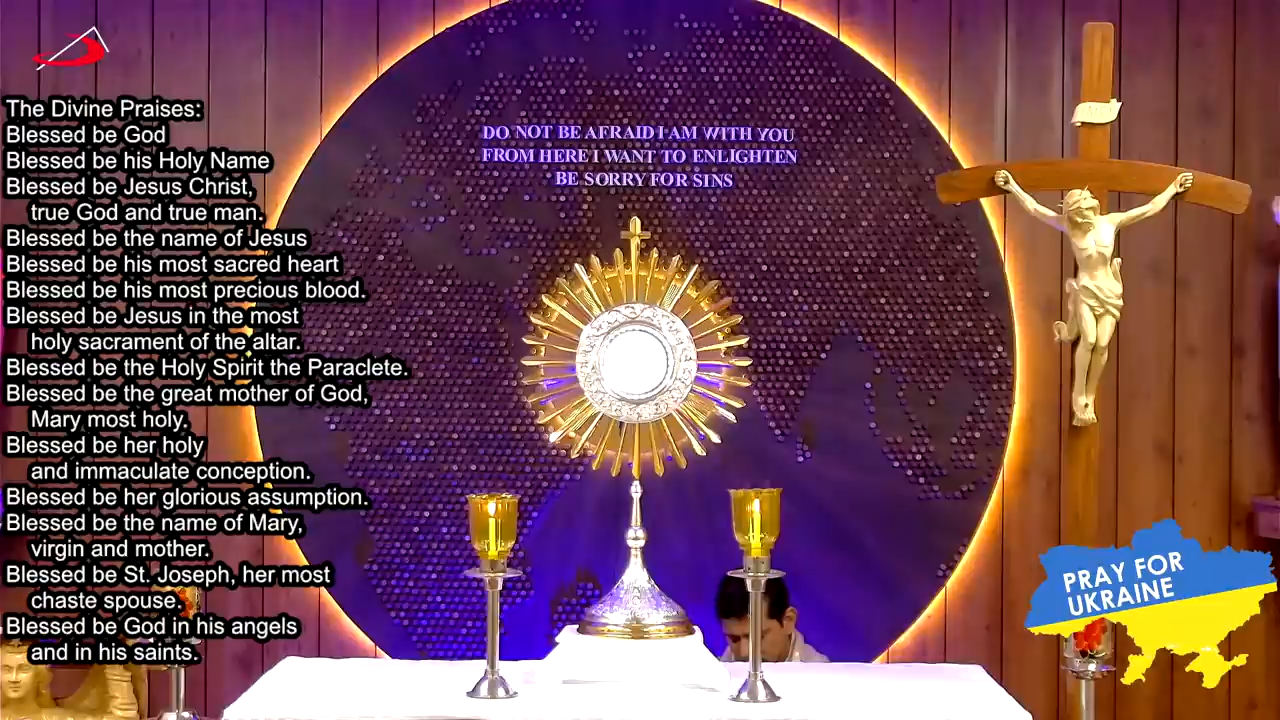 The Divine Praises:
Blessed be God
Blessed be his Holy Name
Blessed be Jesus Christ,
true God and true man.
Blessed be the name of Jesus
Blessed be his most sacred heart
Blessed be his most precious blood.
Blessed be Jesus in the most
holy sacrament of the altar.
Blessed be the Holy Spirit the Paraclete.
Blessed be the great mother of God,
Mary most holy.
Blessed be her holy
and immaculate conception.
Blessed be her glorious assumption.
Blessed be the name of Mary,
virgin and mother.
Blessed be St. Joseph, her most
chaste spouse.
Blessed be God in his angels
and in his saints.
DO NOT BE AFRAID I AM WITH YOU
FROM HERE I WANT TO ENLIGHTEN
BE SORRY FOR SINS
PRAY FOR
UKRAINE